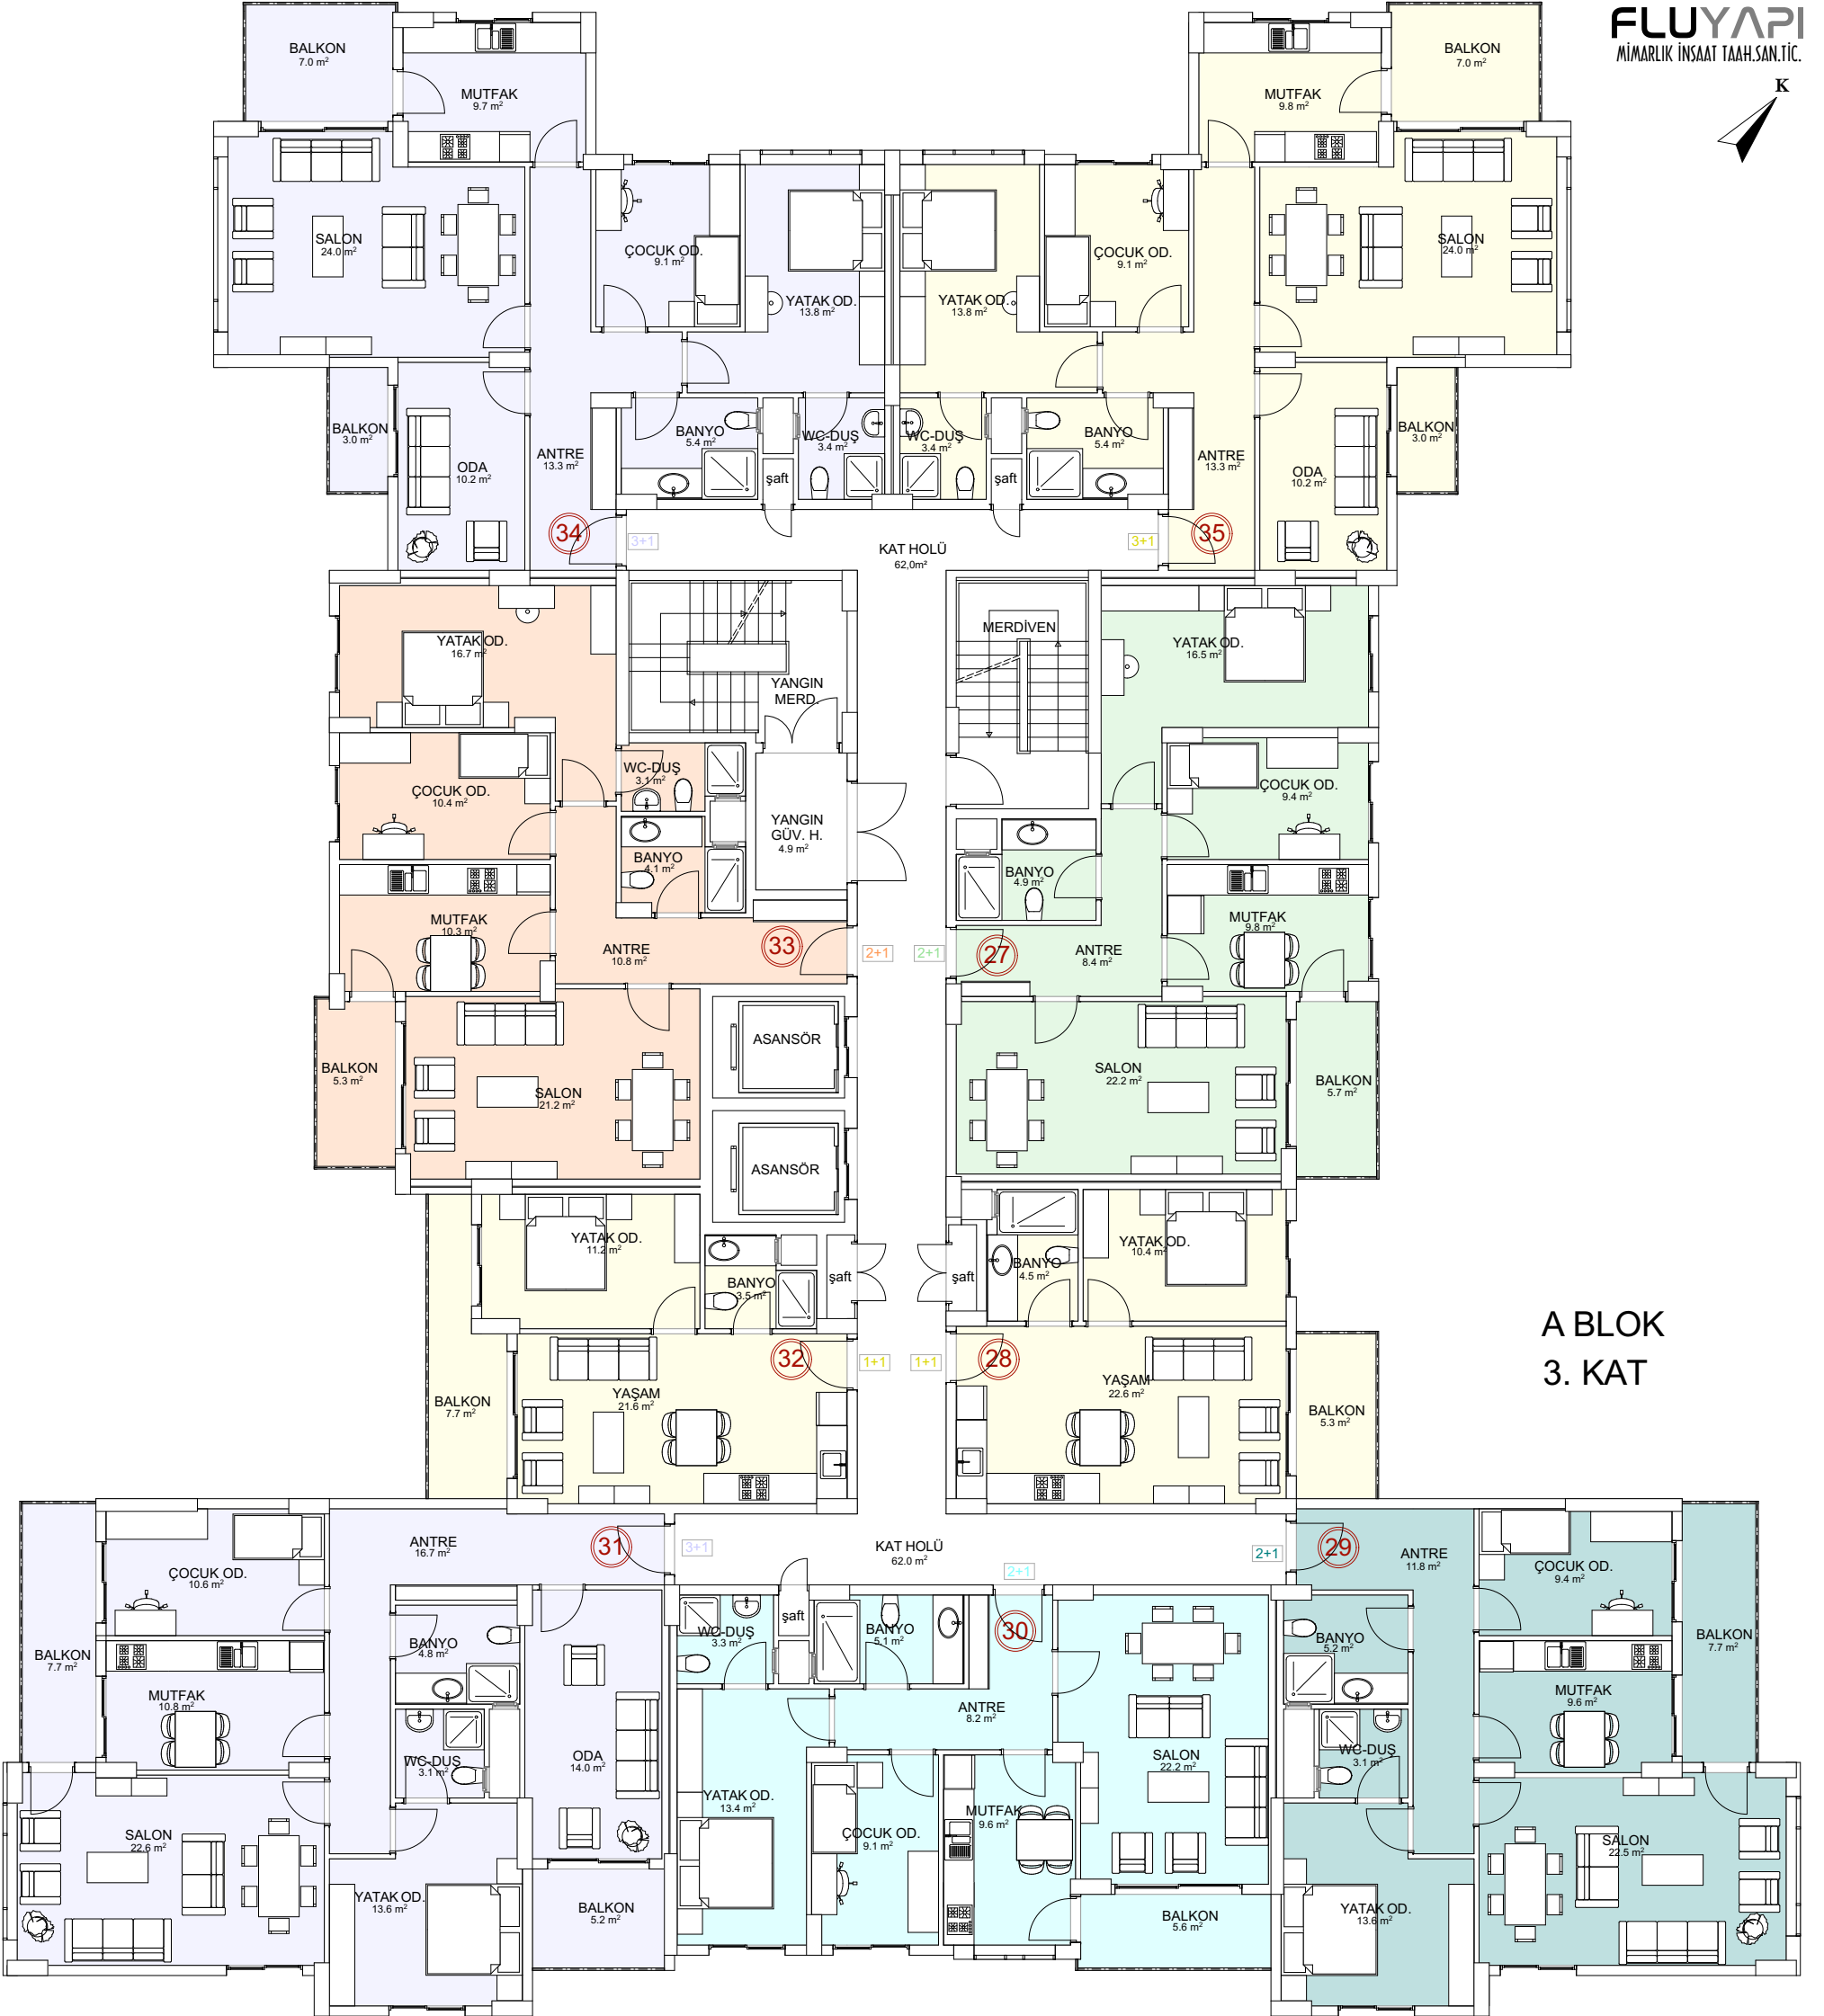 FLUYAPI
MİMARLIK İNŞAAT TAAH.SAN.TİC.
K
BALKON
7.0 m²
MUTFAK
9.7 m²
SALON
24.0 m²
ÇOCUK OD.
9.1 m²
YATAK OD.
13.8 m²
BALKON
3.0 m²
ODA
10.2 m²
ANTRE
13.3 m²
BANYO
5.4 m²
şaft
WC-DUŞ
3.4 m²
34
3+1
BALKON
7.0 m²
MUTFAK
9.8 m²
SALON
24.0 m²
ÇOCUK OD.
9.1 m²
YATAK OD.
13.8 m²
WC-DUŞ
3.4 m²
şaft
BANYO
5.4 m²
ANTRE
13.3 m²
ODA
10.2 m²
BALKON
3.0 m²
3+1
35
KAT HOLÜ
62,0m²
YATAK OD.
16.7 m²
YANGIN
MERD.
ÇOCUK OD.
10.4 m²
WC-DUŞ
3.1 m²
BANYO
4.1 m²
YANGIN
GÜV. H.
4.9 m²
MUTFAK
10.3 m²
ANTRE
10.8 m²
33
2+1
BALKON
5.3 m²
SALON
21.2 m²
ASANSÖR
ASANSÖR
MERDİVEN
YATAK OD.
16.5 m²
ÇOCUK OD.
9.4 m²
BANYO
4.9 m²
MUTFAK
9.8 m²
2+1
27
ANTRE
8.4 m²
SALON
22.2 m²
BALKON
5.7 m²
YATAK OD.
11.2 m²
BANYO
3.5 m²
şaft
32
1+1
YAŞAM
21.6 m²
BALKON
7.7 m²
şaft
BANYO
4.5 m²
YATAK OD.
10.4 m²
1+1
28
YAŞAM
22.6 m²
BALKON
5.3 m²
A BLOK
3. KAT
ANTRE
16.7 m²
31
3+1
KAT HOLÜ
62.0 m²
2+1
2+1
29
ANTRE
11.8 m²
ÇOCUK OD.
10.6 m²
BALKON
7.7 m²
MUTFAK
10.8 m²
BANYO
4.8 m²
WC-DUŞ
3.1 m²
ODA
14.0 m²
SALON
22.6 m²
YATAK OD.
13.6 m²
BALKON
5.2 m²
WC-DUŞ
3.3 m²
şaft
BANYO
5.1 m²
30
ANTRE
8.2 m²
SALON
22.2 m²
YATAK OD.
13.4 m²
ÇOCUK OD.
9.1 m²
MUTFAK
9.6 m²
BALKON
5.6 m²
ÇOCUK OD.
9.4 m²
BANYO
5.2 m²
BALKON
7.7 m²
MUTFAK
9.6 m²
WC-DUŞ
3.1 m²
SALON
22.5 m²
YATAK OD.
13.6 m²